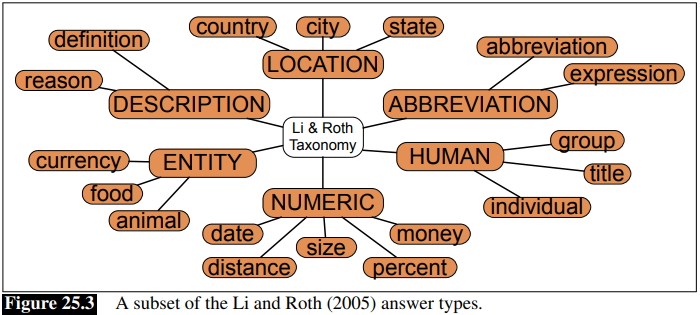 country
city
state
definition
abbreviation
reason
LOCATION
expression
DESCRIPTION
ABBREVIATION
Li & Roth
Taxonomy
currency
ENTITY
HUMAN
group
food
title
animal
NUMERIC
individual
date
size
money
distance
percent
Figure 25.3 A subset of the Li and Roth (2005) answer types.